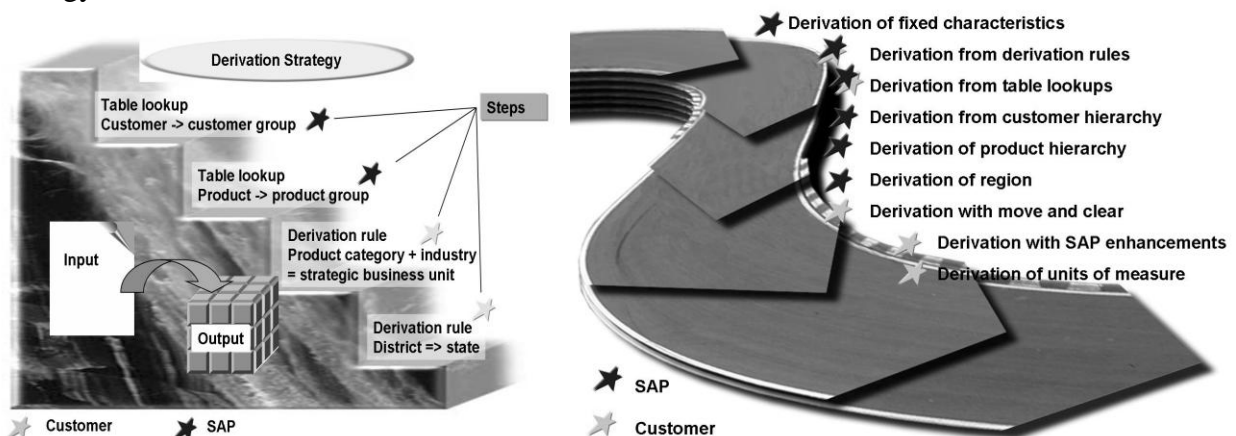 Derivation Strategy
Table lookup
Customer -> customer group
Steps
Table lookup
Product -> product group
Derivation rule
Product category + industry
= strategic business unit
Input
Output
Derivation rule
District => state
Customer
SAP
Derivation of fixed characteristics
Derivation from derivation rules
Derivation from table lookups
Derivation from customer hierarchy
Derivation of product hierarchy
Derivation of region
Derivation with move and clear
Derivation with SAP enhancements
Derivation of units of measure
SAP
Customer